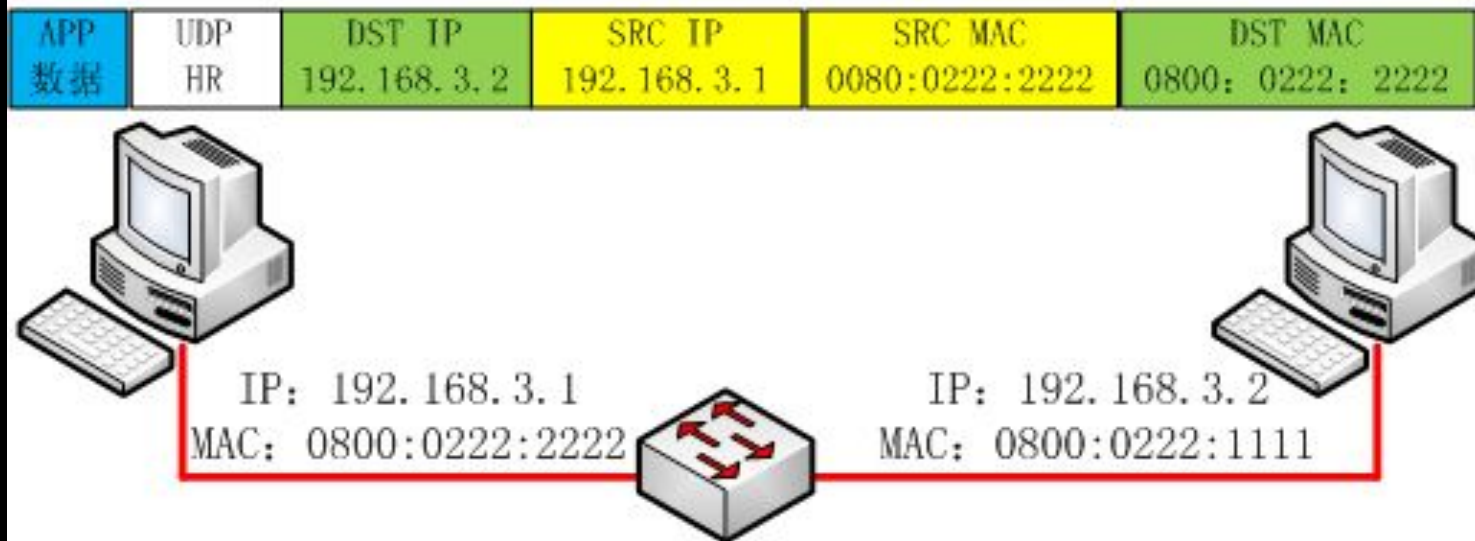 APP
数据
UDP
HR
DST IP
192.168.3.2
SRC IP
192.168.3.1
SRC MAC
0080:0222:2222
DST MAC
0800: 0222: 2222
IP: 192.168.3.1
MAC: 0800:0222:2222
IP: 192.168.3.2
MAC: 0800:0222:1111